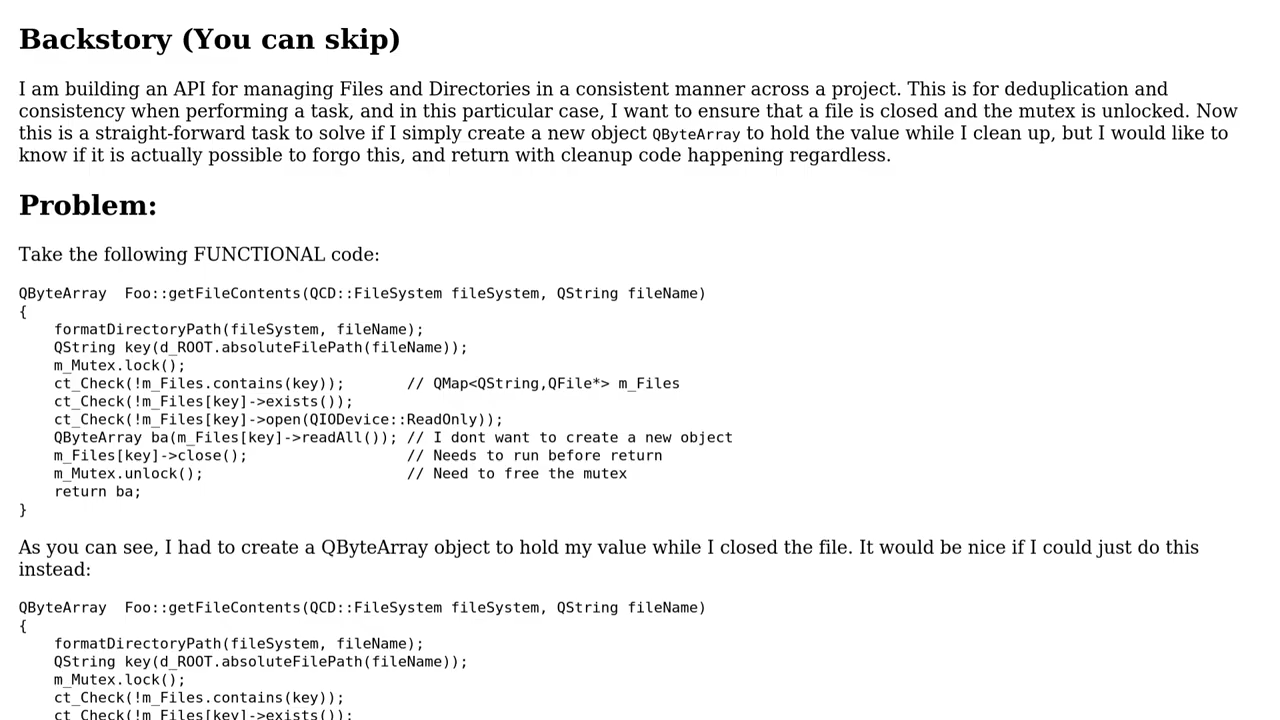 Backstory (You can skip)
I am building an API for managing Files and Directories in a consistent manner across a project. This is for deduplication and
consistency when performing a task, and in this particular case, I want to ensure that a file is closed and the mutex is unlocked. Now
this is a straight-forward task to solve if I simply create a new object QByteArray to hold the value while I clean up, but I would like to
know if it is actually possible to forgo this, and return with cleanup code happening regardless.
Problem:
Take the following FUNCTIONAL code:
QByteArray  Foo::getFileContents(QCD::FileSystem fileSystem, QString fileName)
{
    formatDirectoryPath(fileSystem, fileName);
    QString key(d_ROOT.absoluteFilePath(fileName));
    m_Mutex.lock();
    ct_Check(!m_Files.contains(key));       // QMap<QString,QFile*> m_Files
    ct_Check(!m_Files[key]->exists());
    ct_Check(!m_Files[key]->open(QIODevice::ReadOnly));
    QByteArray ba(m_Files[key]->readAll()); // I dont want to create a new object
    m_Files[key]->close();                  // Needs to run before return
    m_Mutex.unlock();                       // Need to free the mutex
    return ba;
}
As you can see, I had to create a QByteArray object to hold my value while I closed the file. It would be nice if I could just do this
instead:
QByteArray  Foo::getFileContents(QCD::FileSystem fileSystem, QString fileName)
{
    formatDirectoryPath(fileSystem, fileName);
    QString key(d_ROOT.absoluteFilePath(fileName));
    m_Mutex.lock();
    ct_Check(!m_Files.contains(key));
    ct_Check(!m_Files[key]->exists());